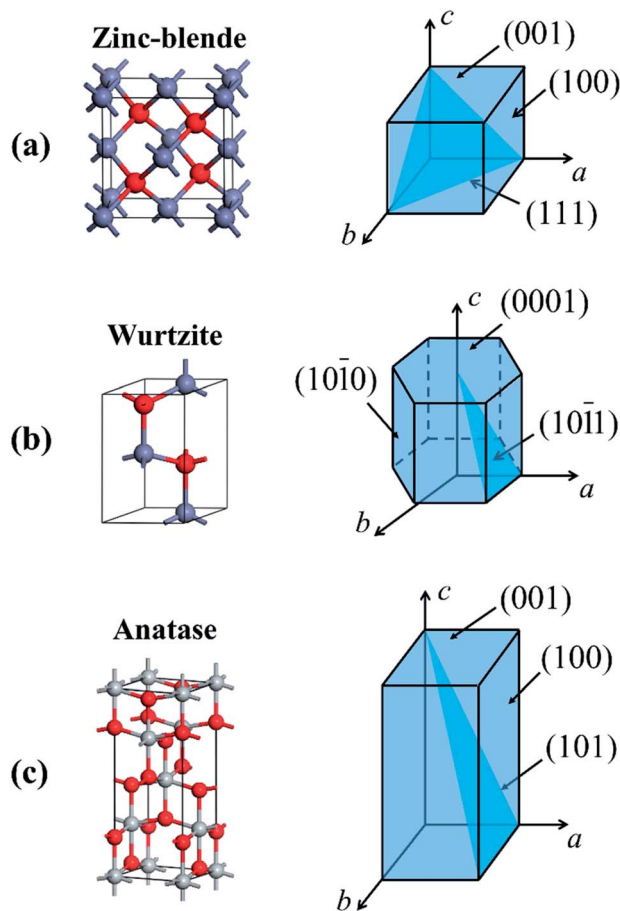 Zinc-blende
(a)
c
(001)
(100)
a
b
(111)
Wurtzite
(b)
c
(0001)
(101̄0)
(101̄1)
a
b
Anatase
(c)
c
(001)
(100)
(101)
a
b